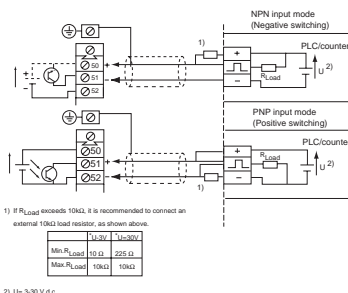 NPN input mode
(Negative switching)
PLC/counter
1)
50
+
51
52
-
+
-
RLoad
U 2)
PNP input mode
(Positive switching)
PLC/counter
50
51
+
52
-
1)
+
-
RLoad
U 2)
1) If RLoad exceeds 10kΩ, it is recommended to connect an
external 10kΩ load resistor, as shown above.
"U-3V "U=30V
Min.RLoad 10 Ω 225 Ω
Max.RLoad 10kΩ 10kΩ
2) U= 3-30 V d.c.